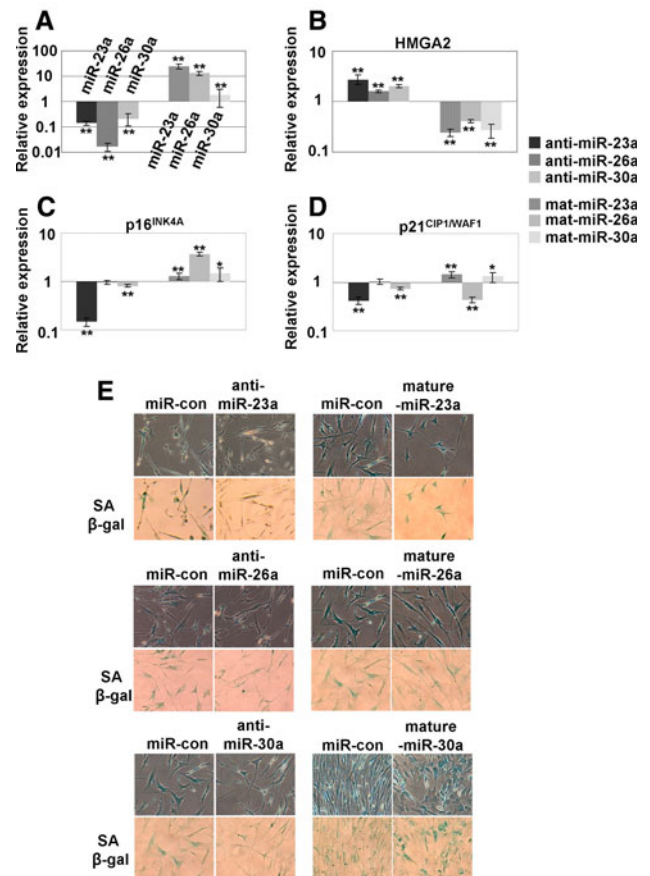 A
Relative expression
100
10
1
0.1
0.01
miR-23a
miR-26a
miR-30a
** ** **
** ** **
miR-23a
miR-26a
miR-30a
B
HMGA2
Relative expression
10
1
0.1
** ** **
** ** **
anti-miR-23a
anti-miR-26a
anti-miR-30a
mat-miR-23a
mat-miR-26a
mat-miR-30a
C
p16INK4A
Relative expression
1
0.1
** **
** ** *
D
p21CIP1/WAF1
Relative expression
10
1
0.1
** **
** ** *
E
miR-con
anti-
miR-23a
miR-con
mature
-miR-23a
SA
β-gal
miR-con
anti-
miR-26a
miR-con
mature
-miR-26a
SA
β-gal
miR-con
anti-
miR-30a
miR-con
mature
-miR-30a
SA
β-gal